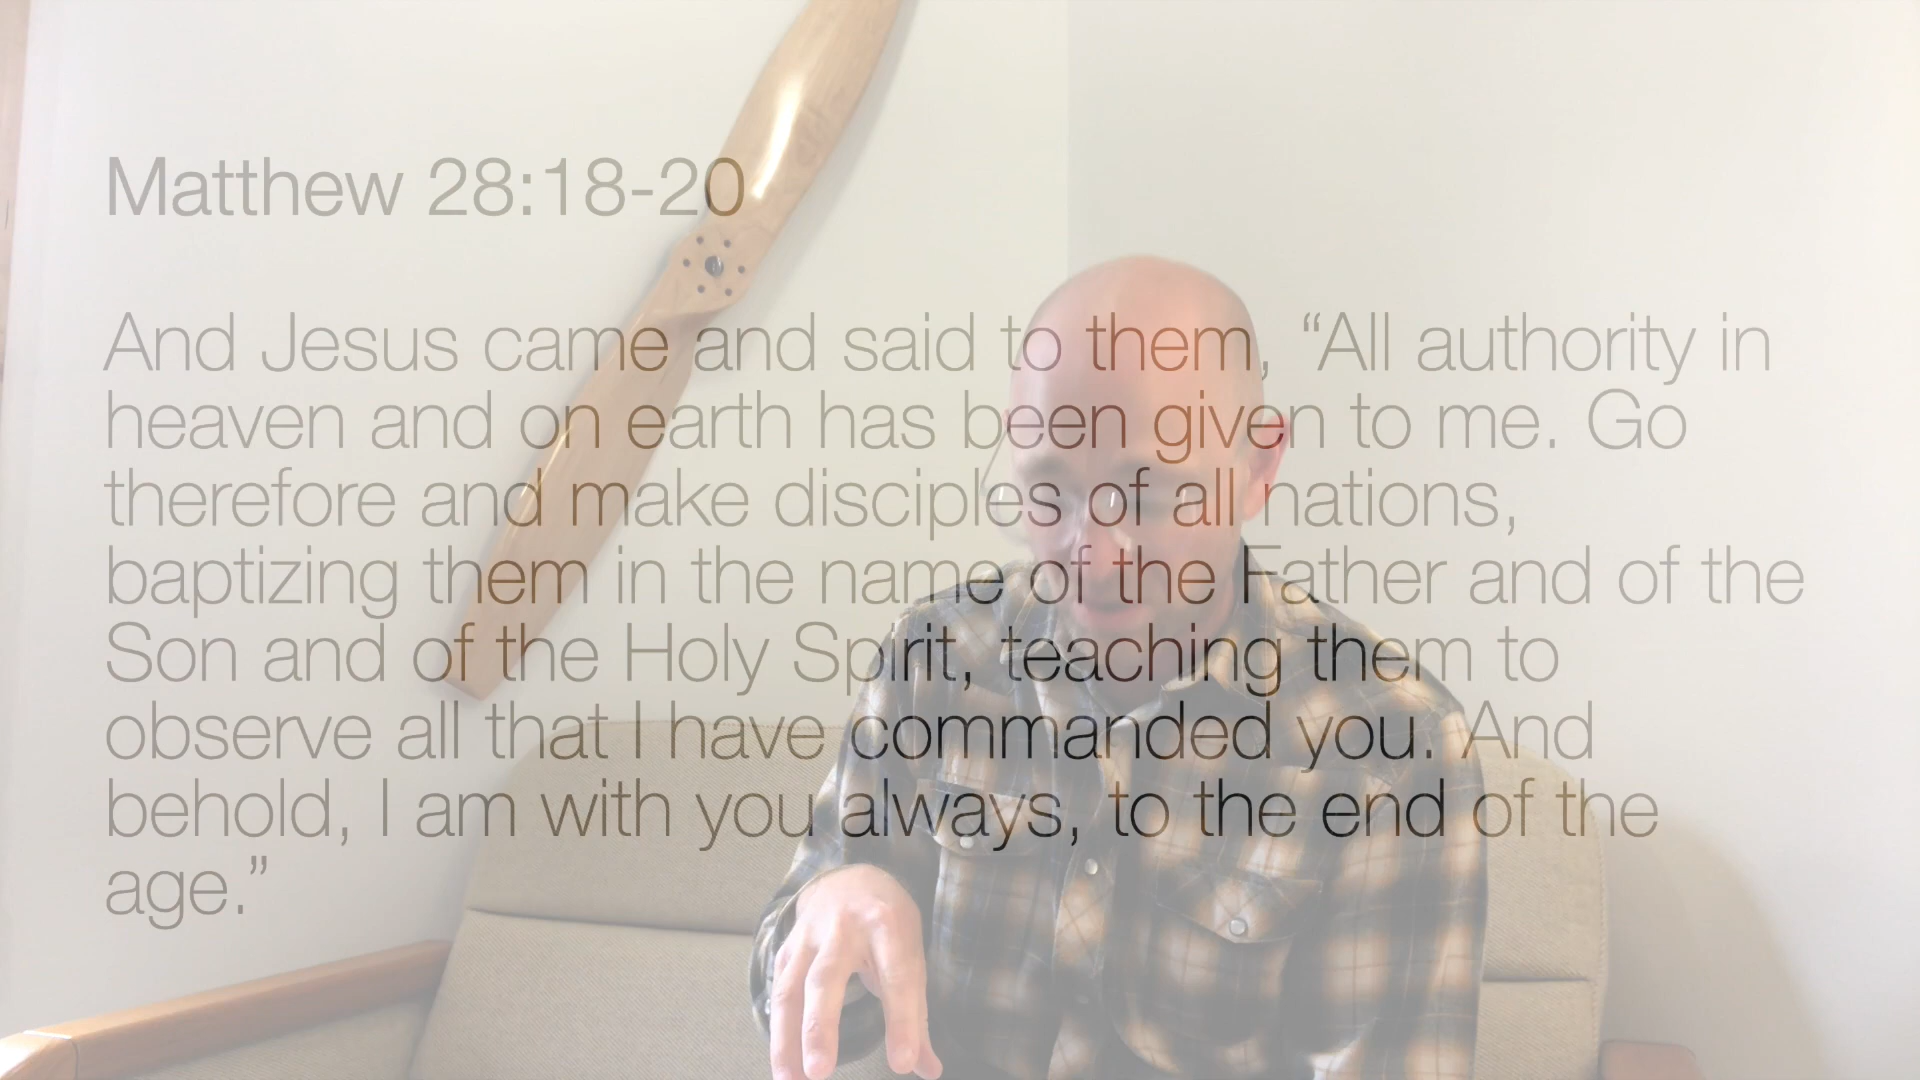 Matthew 28:18-20
And Jesus came and said to them, “All authority in
heaven and on earth has been given to me. Go
therefore and make disciples of all nations,
baptizing them in the name of the Father and of the
Son and of the Holy Spirit, teaching them to
observe all that I have commanded you. And
behold, I am with you always, to the end of the
age.”